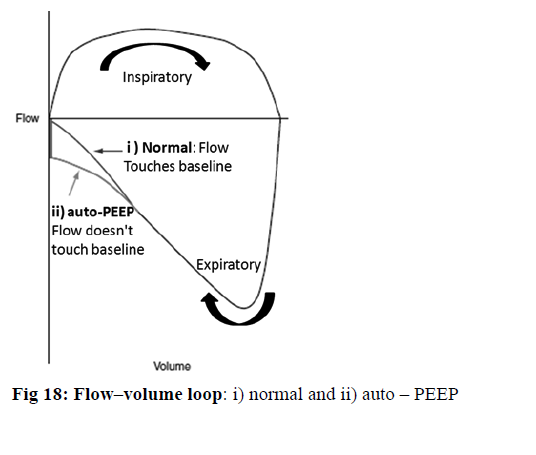 Inspiratory
Flow
i) Normal: Flow
Touches baseline
ii) auto-PEEP
Flow doesn't
touch baseline
Expiratory
Volume
Fig 18: Flow–volume loop: i) normal and ii) auto – PEEP